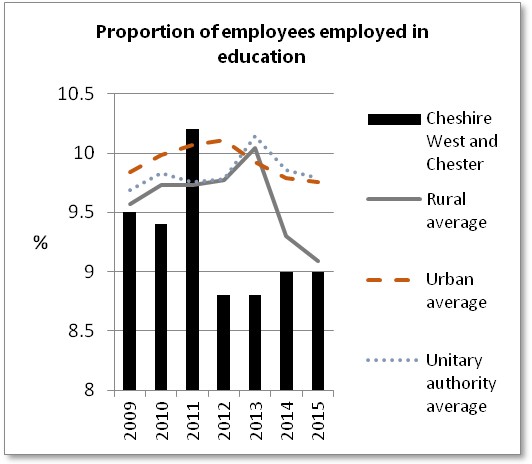 Proportion of employees employed in
education
10.5
10
9.5
9
8.5
8
%
2009
2010
2011
2012
2013
2014
2015
Cheshire
West and
Chester
Rural
average
Urban
average
Unitary
authority
average